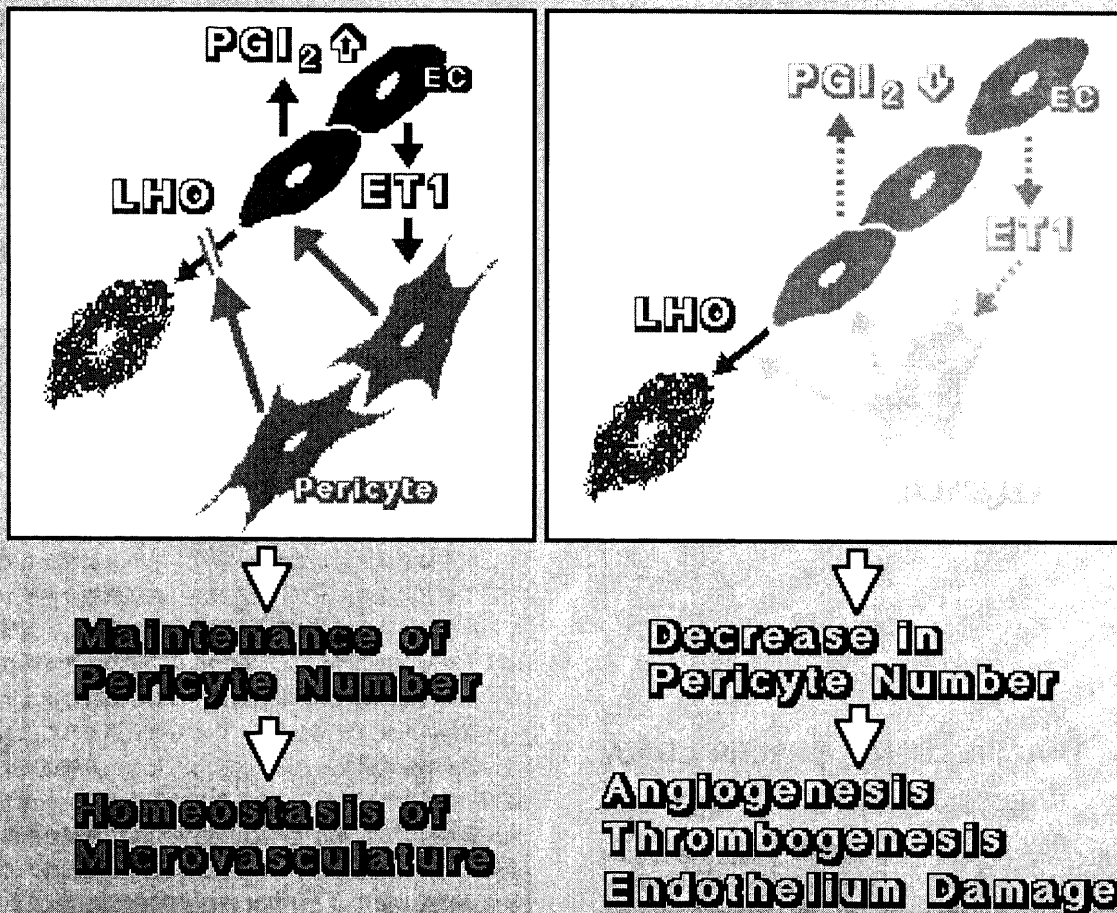 PGI2
EC
LHO
ET1
Pericyte
Maintenance of
Pericyte Number
Homeostasis of
Microvasculature
PGI2
EC
ET1
LHO
Decrease in
Pericyte Number
Angiogenesis
Thrombogenesis
Endothelium Damage